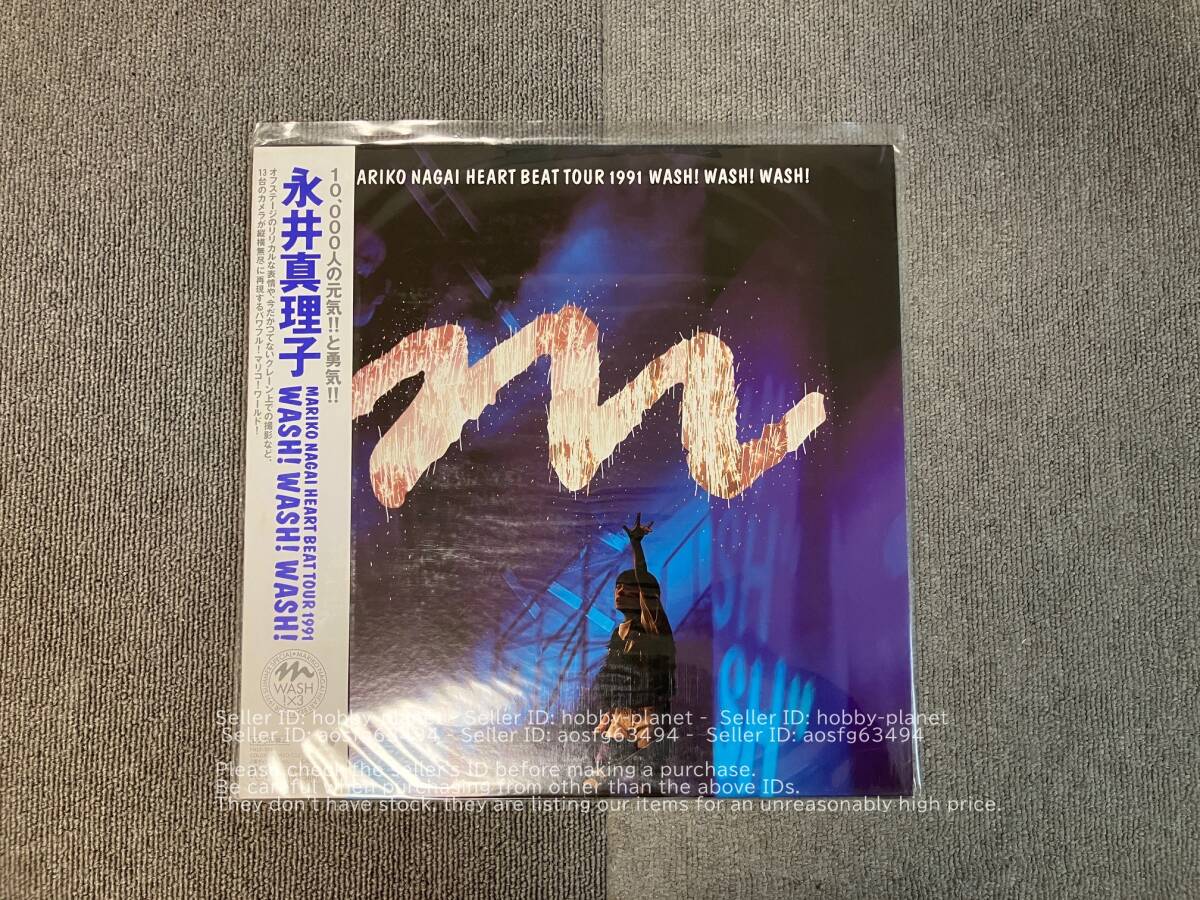 ARIKO NAGAI HEART BEAT TOUR 1991 WASH! WASH! WASH!
10,000人の元気!!と勇気!!
永井真理子
MARIKO NAGAI HEART BEAT TOUR 1991
WASH! WASH! WASH!
オフステージのリリカルな表情や、今だかつてないクレーン上での撮影など、
13台のカメラが縦横無尽に再現するパワフル!マリコ!ワールド!
WASH
×3
Seller ID: hobby-planet - Seller ID: hobby-planet - Seller ID: hobby-planet
Seller ID: aosfg63494 - Seller ID: aosfg63494 - Seller ID: aosfg63494
Please check the seller's ID before making a purchase.
Be careful when purchasing from other than the above IDs.
They don't have stock, they are listing our items for an unreasonably high price.